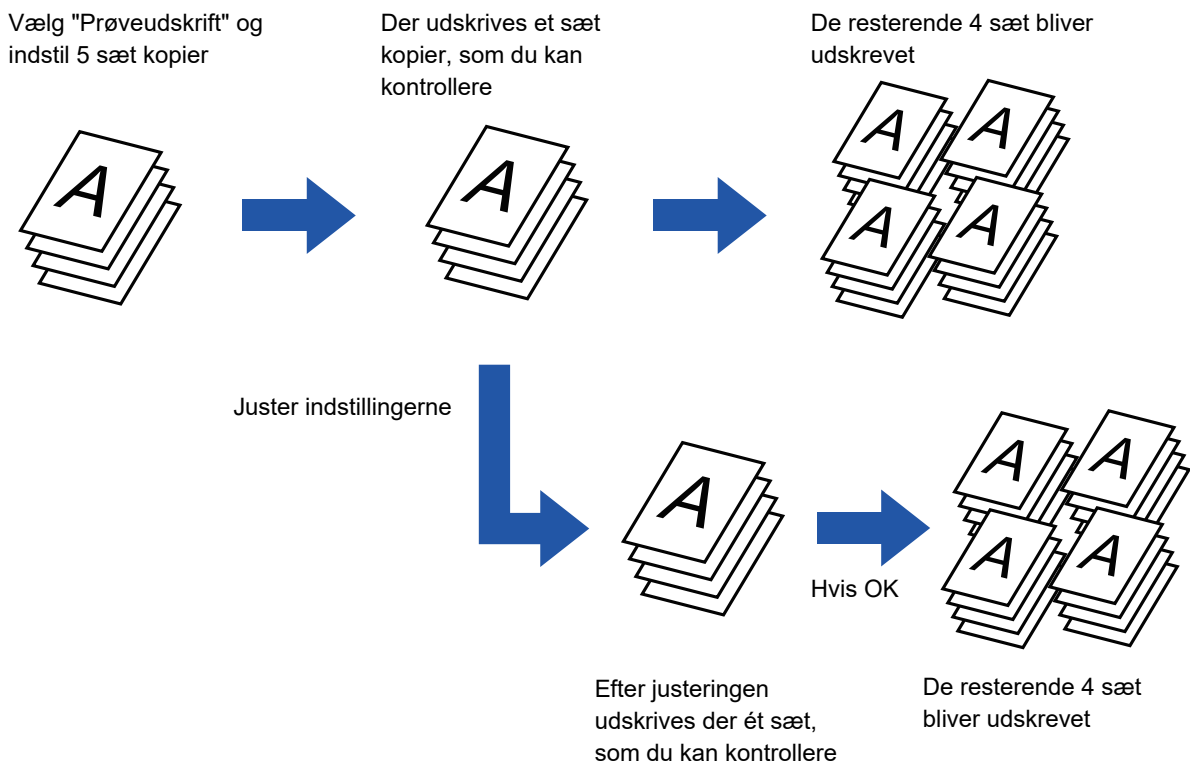 Vælg "Prøveudskrift" og
indstil 5 sæt kopier
Der udskrives et sæt
kopier, som du kan
kontrollere
De resterende 4 sæt bliver
udskrevet
A
A
A
A
A
A
Juster indstillingerne
A
Hvis OK
A
A
A
A
Efter justeringen
udskrives der ét sæt,
som du kan kontrollere
De resterende 4 sæt
bliver udskrevet